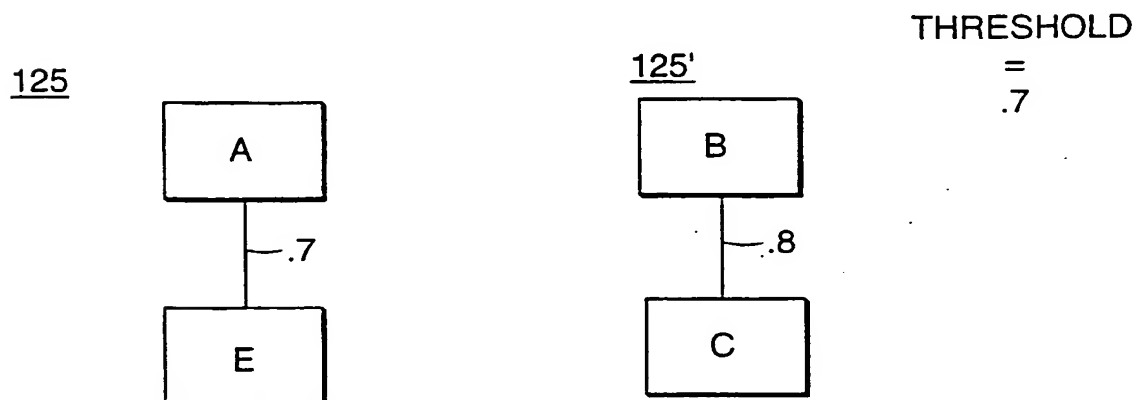 THRESHOLD
=
.7
125
125'
A
B
.7
.8
E
C